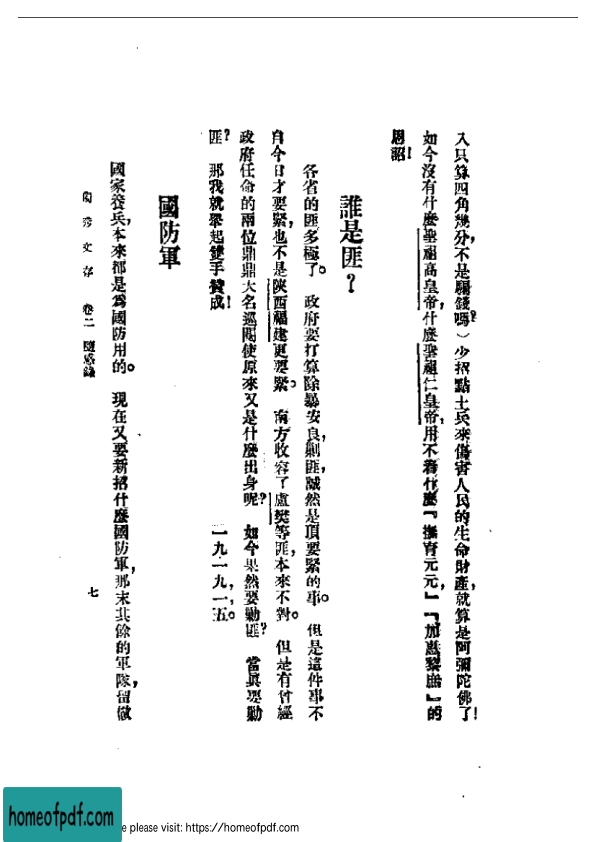 入只算四角幾分，不是騙錢嗎？）少招點土兵來傷害人民的生命財產，就算是阿彌陀佛了！
如今沒有什麼聖祖高皇帝，什麼聖祖仁皇帝，用不着什麼『撫育元元，』『加惠黎庶』的
恩詔！
誰是匪？
各省的匪多極了。政府要打算除暴安良，剿匪，誠然是頂要緊的事。但是這件事不
自今日才要緊，也不是陝西福建更要緊。南方收容了盧樊等匪，本來不對。但是有曾經
政府任命的兩位鼎鼎大名巡閱使原來又是什麼出身呢？如今果然要勦匪？當眞要勦
匪？那我就舉起雙手贊成！
一九一九，一，五。
國防軍
國家養兵，本來都是爲國防用的。現在又要新招什麼國防軍，那末其餘的軍隊，留做
獨秀文存 卷二 隨感錄
七
homeofpdf.com
e please visit: https://homeofpdf.com